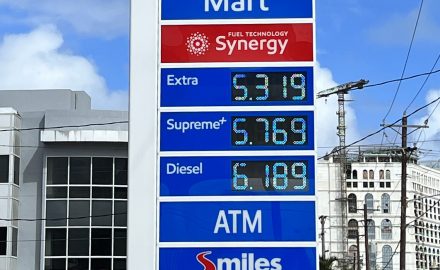 Mart
FUEL TECHNOLOGY
Synergy
Extra 5.319
Supreme+ 5.769
Diesel 6.189
ATM
Smiles